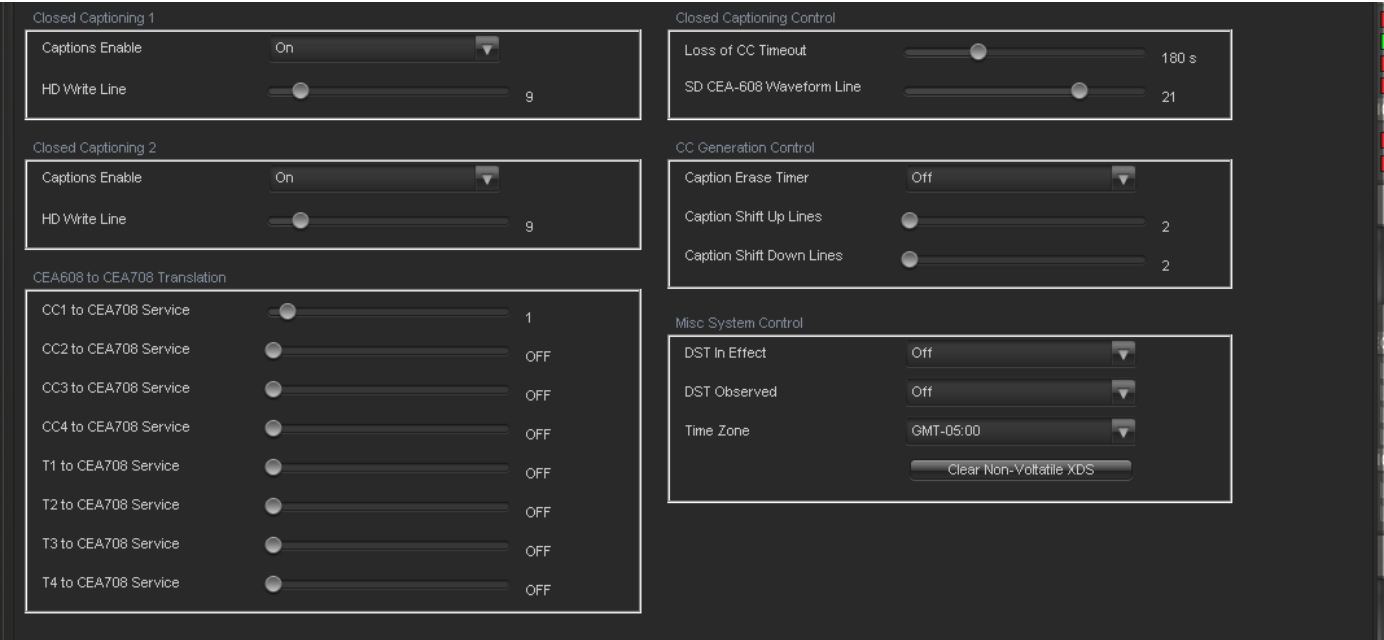 Closed Captioning 1
Captions Enable On
HD Write Line 9
Closed Captioning 2
Captions Enable On
HD Write Line 9
CEA608 to CEA708 Translation
CC1 to CEA708 Service 1
CC2 to CEA708 Service OFF
CC3 to CEA708 Service OFF
CC4 to CEA708 Service OFF
T1 to CEA708 Service OFF
T2 to CEA708 Service OFF
T3 to CEA708 Service OFF
T4 to CEA708 Service OFF
Closed Captioning Control
Loss of CC Timeout 180 s
SD CEA-608 Waveform Line 21
CC Generation Control
Caption Erase Timer Off
Caption Shift Up Lines 2
Caption Shift Down Lines 2
Misc System Control
DST In Effect Off
DST Observed Off
Time Zone GMT-05:00
Clear Non-Voltatile XDS